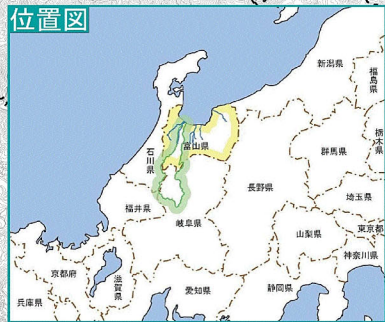 位置図
新潟県
福島県
栃木県
群馬県
富山県
石川県
長野県
埼玉県
福井県
岐阜県
東京都
山梨県
神奈川県
京都府
滋賀県
愛知県
静岡県
兵庫県